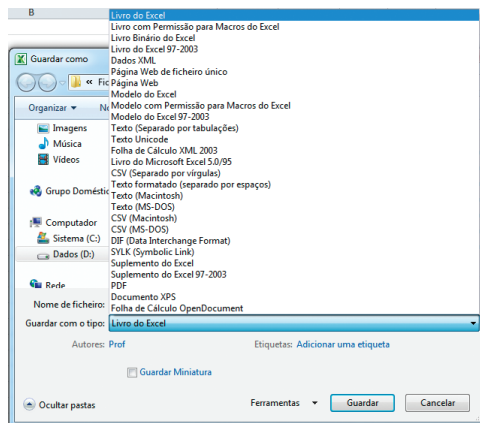 B
Livro do Excel
Livro com Permissão para Macros do Excel
Livro Binário do Excel
Livro do Excel 97-2003
Dados XML
Página Web de ficheiro único
Página Web
Modelo do Excel
Modelo com Permissão para Macros do Excel
Modelo do Excel 97-2003
Texto (Separado por tabulações)
Texto Unicode
Folha de Cálculo XML 2003
Livro do Microsoft Excel 5.0/95
CSV (Separado por vírgulas)
Texto formatado (separado por espaços)
Texto (Macintosh)
Texto (MS-DOS)
CSV (Macintosh)
CSV (MS-DOS)
DIF (Data Interchange Format)
SYLK (Symbolic Link)
Suplemento do Excel
Suplemento do Excel 97-2003
PDF
Documento XPS
Folha de Cálculo OpenDocument
Guardar como
« Fic
Organizar
Imagens
Música
Vídeos
Grupo Doméstic
Computador
Sistema (C:)
Dados (D:)
Rede
Nome de ficheiro:
Guardar com o tipo: Livro do Excel
Autores: Prof Etiquetas: Adicionar uma etiqueta
Guardar Miniatura
Ocultar pastas Ferramentas Guardar Cancelar